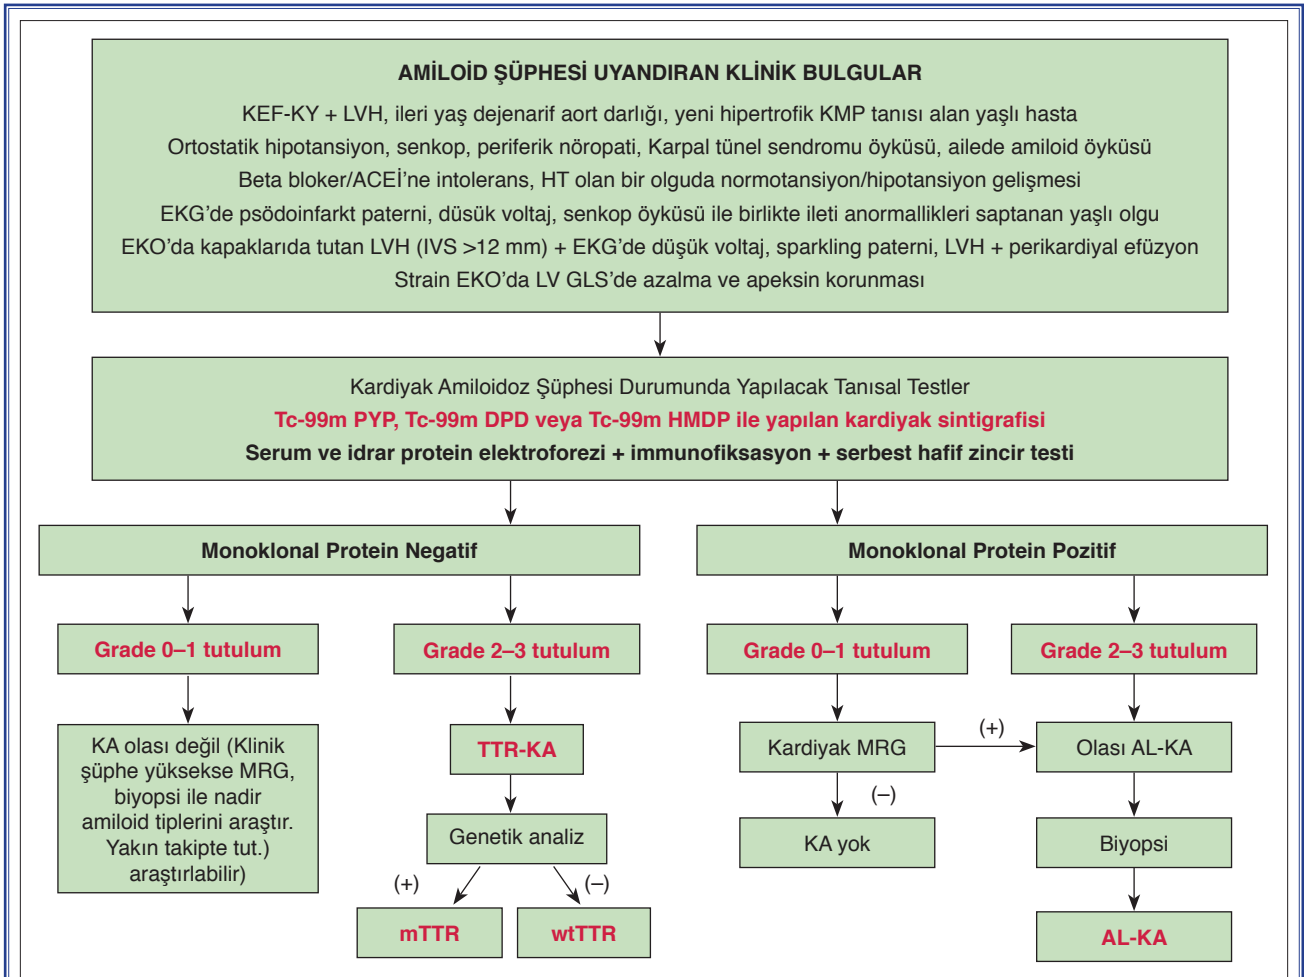 AMİLOİD ŞÜPHESİ UYANDIRAN KLİNİK BULGULAR
KEF-KY + LVH, ileri yaş dejenarif aort darlığı, yeni hipertrofik KMP tanısı alan yaşlı hasta
Ortostatik hipotansiyon, senkop, periferik nöropati, Karpal tünel sendromu öyküsü, ailede amiloid öyküsü
Beta bloker/ACEİ’ne intolerans, HT olan bir olguda normotansiyon/hipotansiyon gelişmesi
EKG’de psödoinfarkt paterni, düsük voltaj, senkop öyküsü ile birlikte ileti anormallikleri saptanan yaşlı olgu
EKO’da kapaklarıda tutan LVH (IVS >12 mm) + EKG’de düşük voltaj, sparkling paterni, LVH + perikardiyal efüzyon
Strain EKO’da LV GLS’de azalma ve apeksin korunması
Kardiyak Amiloidoz Şüphesi Durumunda Yapılacak Tanısal Testler
Tc-99m PYP, Tc-99m DPD veya Tc-99m HMDP ile yapılan kardiyak sintigrafisi
Serum ve idrar protein elektroforezi + immunofiksasyon + serbest hafif zincir testi
Monoklonal Protein Negatif
Monoklonal Protein Pozitif
Grade 0–1 tutulum
Grade 2–3 tutulum
Grade 0–1 tutulum
Grade 2–3 tutulum
KA olası değil (Klinik
şüphe yüksekse MRG,
biyopsi ile nadir
amiloid tiplerini araştır.
Yakın takipte tut.)
araştırlabilir)
TTR-KA
Kardiyak MRG
(+)
Olası AL-KA
(–)
Genetik analiz
KA yok
Biyopsi
(+)
(–)
mTTR
wtTTR
AL-KA